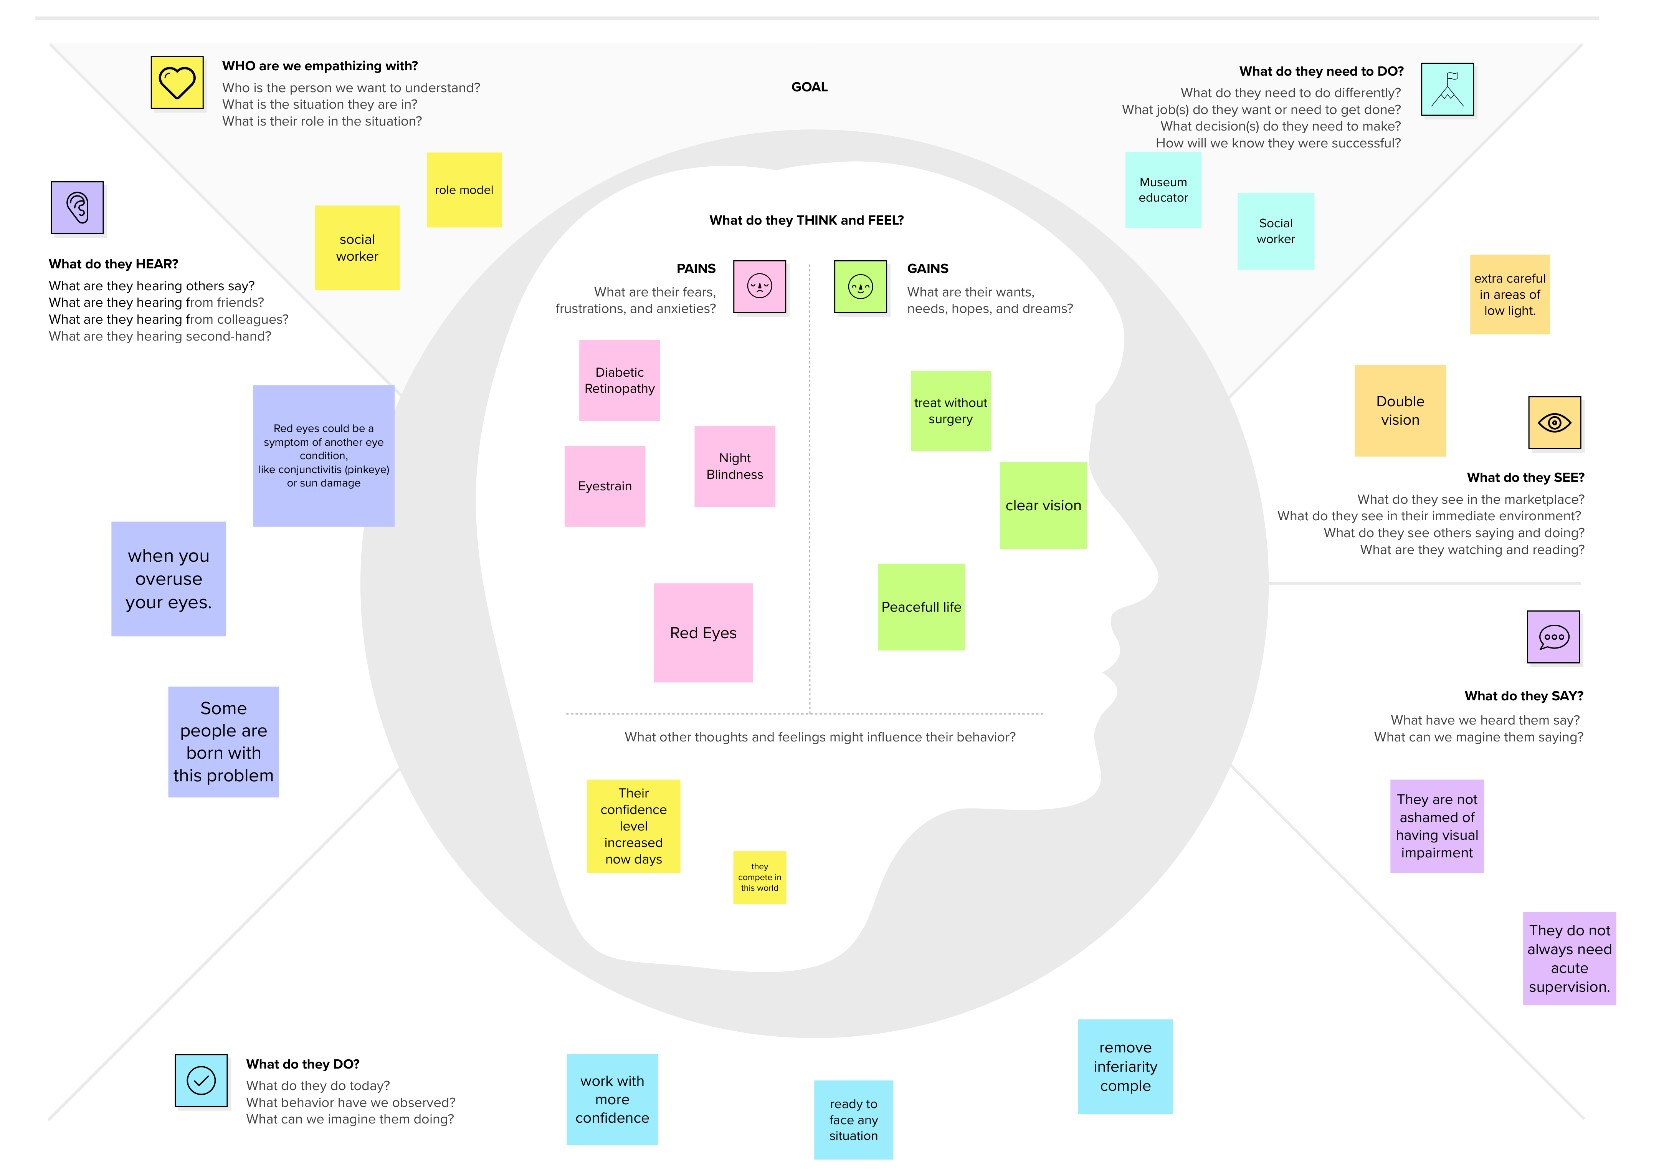 WHO are we empathizing with?
Who is the person we want to understand?
What is the situation they are in?
What is their role in the situation?
role model
social
worker
GOAL
What do they need to DO?
What do they need to do differently?
What job(s) do they want or need to get done?
What decision(s) do they need to make?
How will we know they were successful?
Museum
educator
Social
worker
What do they HEAR?
What are they hearing others say?
What are they hearing from friends?
What are they hearing from colleagues?
What are they hearing second-hand?
Red eyes could be a
symptom of another eye
condition,
like conjunctivitis (pinkeye)
or sun damage
when you
overuse
your eyes.
Some
people are
born with
this problem
What do they THINK and FEEL?
PAINS
What are their fears,
frustrations, and anxieties?
Diabetic
Retinopathy
Eyestrain
Night
Blindness
Red Eyes
GAINS
What are their wants,
needs, hopes, and dreams?
treat without
surgery
clear vision
Peacefull life
What other thoughts and feelings might influence their behavior?
Their
confidence
level
increased
now days
they
compete in
this world
extra careful
in areas of
low light.
Double
vision
What do they SEE?
What do they see in the marketplace?
What do they see in their immediate environment?
What do they see others saying and doing?
What are they watching and reading?
What do they SAY?
What have we heard them say?
What can we magine them saying?
They are not
ashamed of
having visual
impairment
They do not
always need
acute
supervision.
What do they DO?
What do they do today?
What behavior have we observed?
What can we imagine them doing?
work with
more
confidence
ready to
face any
situation
remove
inferiarity
comple